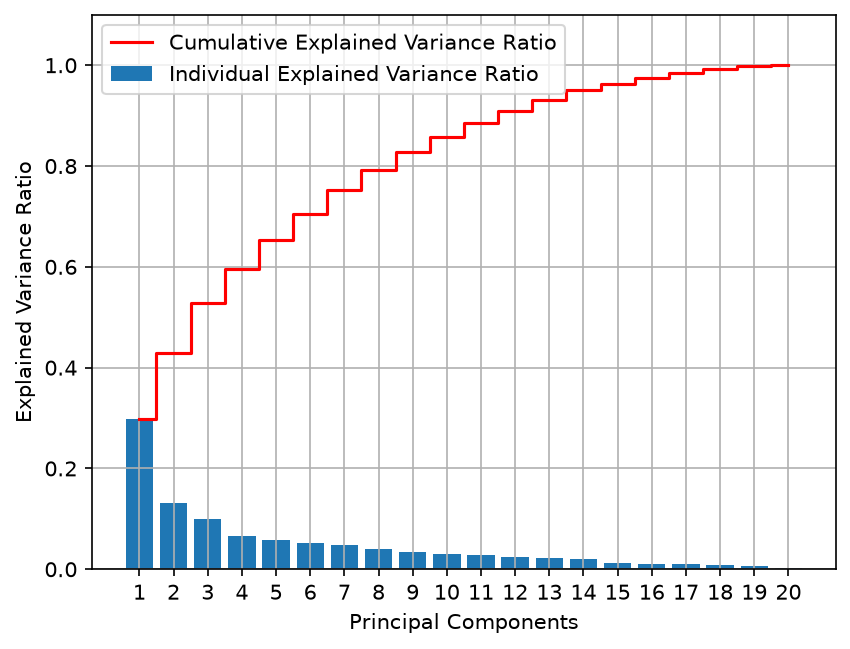 Cumulative Explained Variance Ratio
Individual Explained Variance Ratio
1.0
0.8
0.6
0.4
0.2
0.0
Explained Variance Ratio
1 2 3 4 5 6 7 8 9 10 11 12 13 14 15 16 17 18 19 20
Principal Components